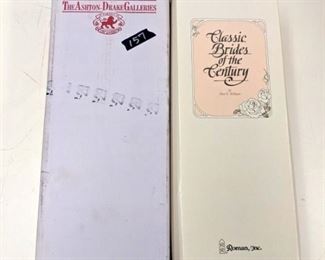 The Ashton-Drake Galleries
157
Classic
Brides
of the
Century
Roman, Inc.